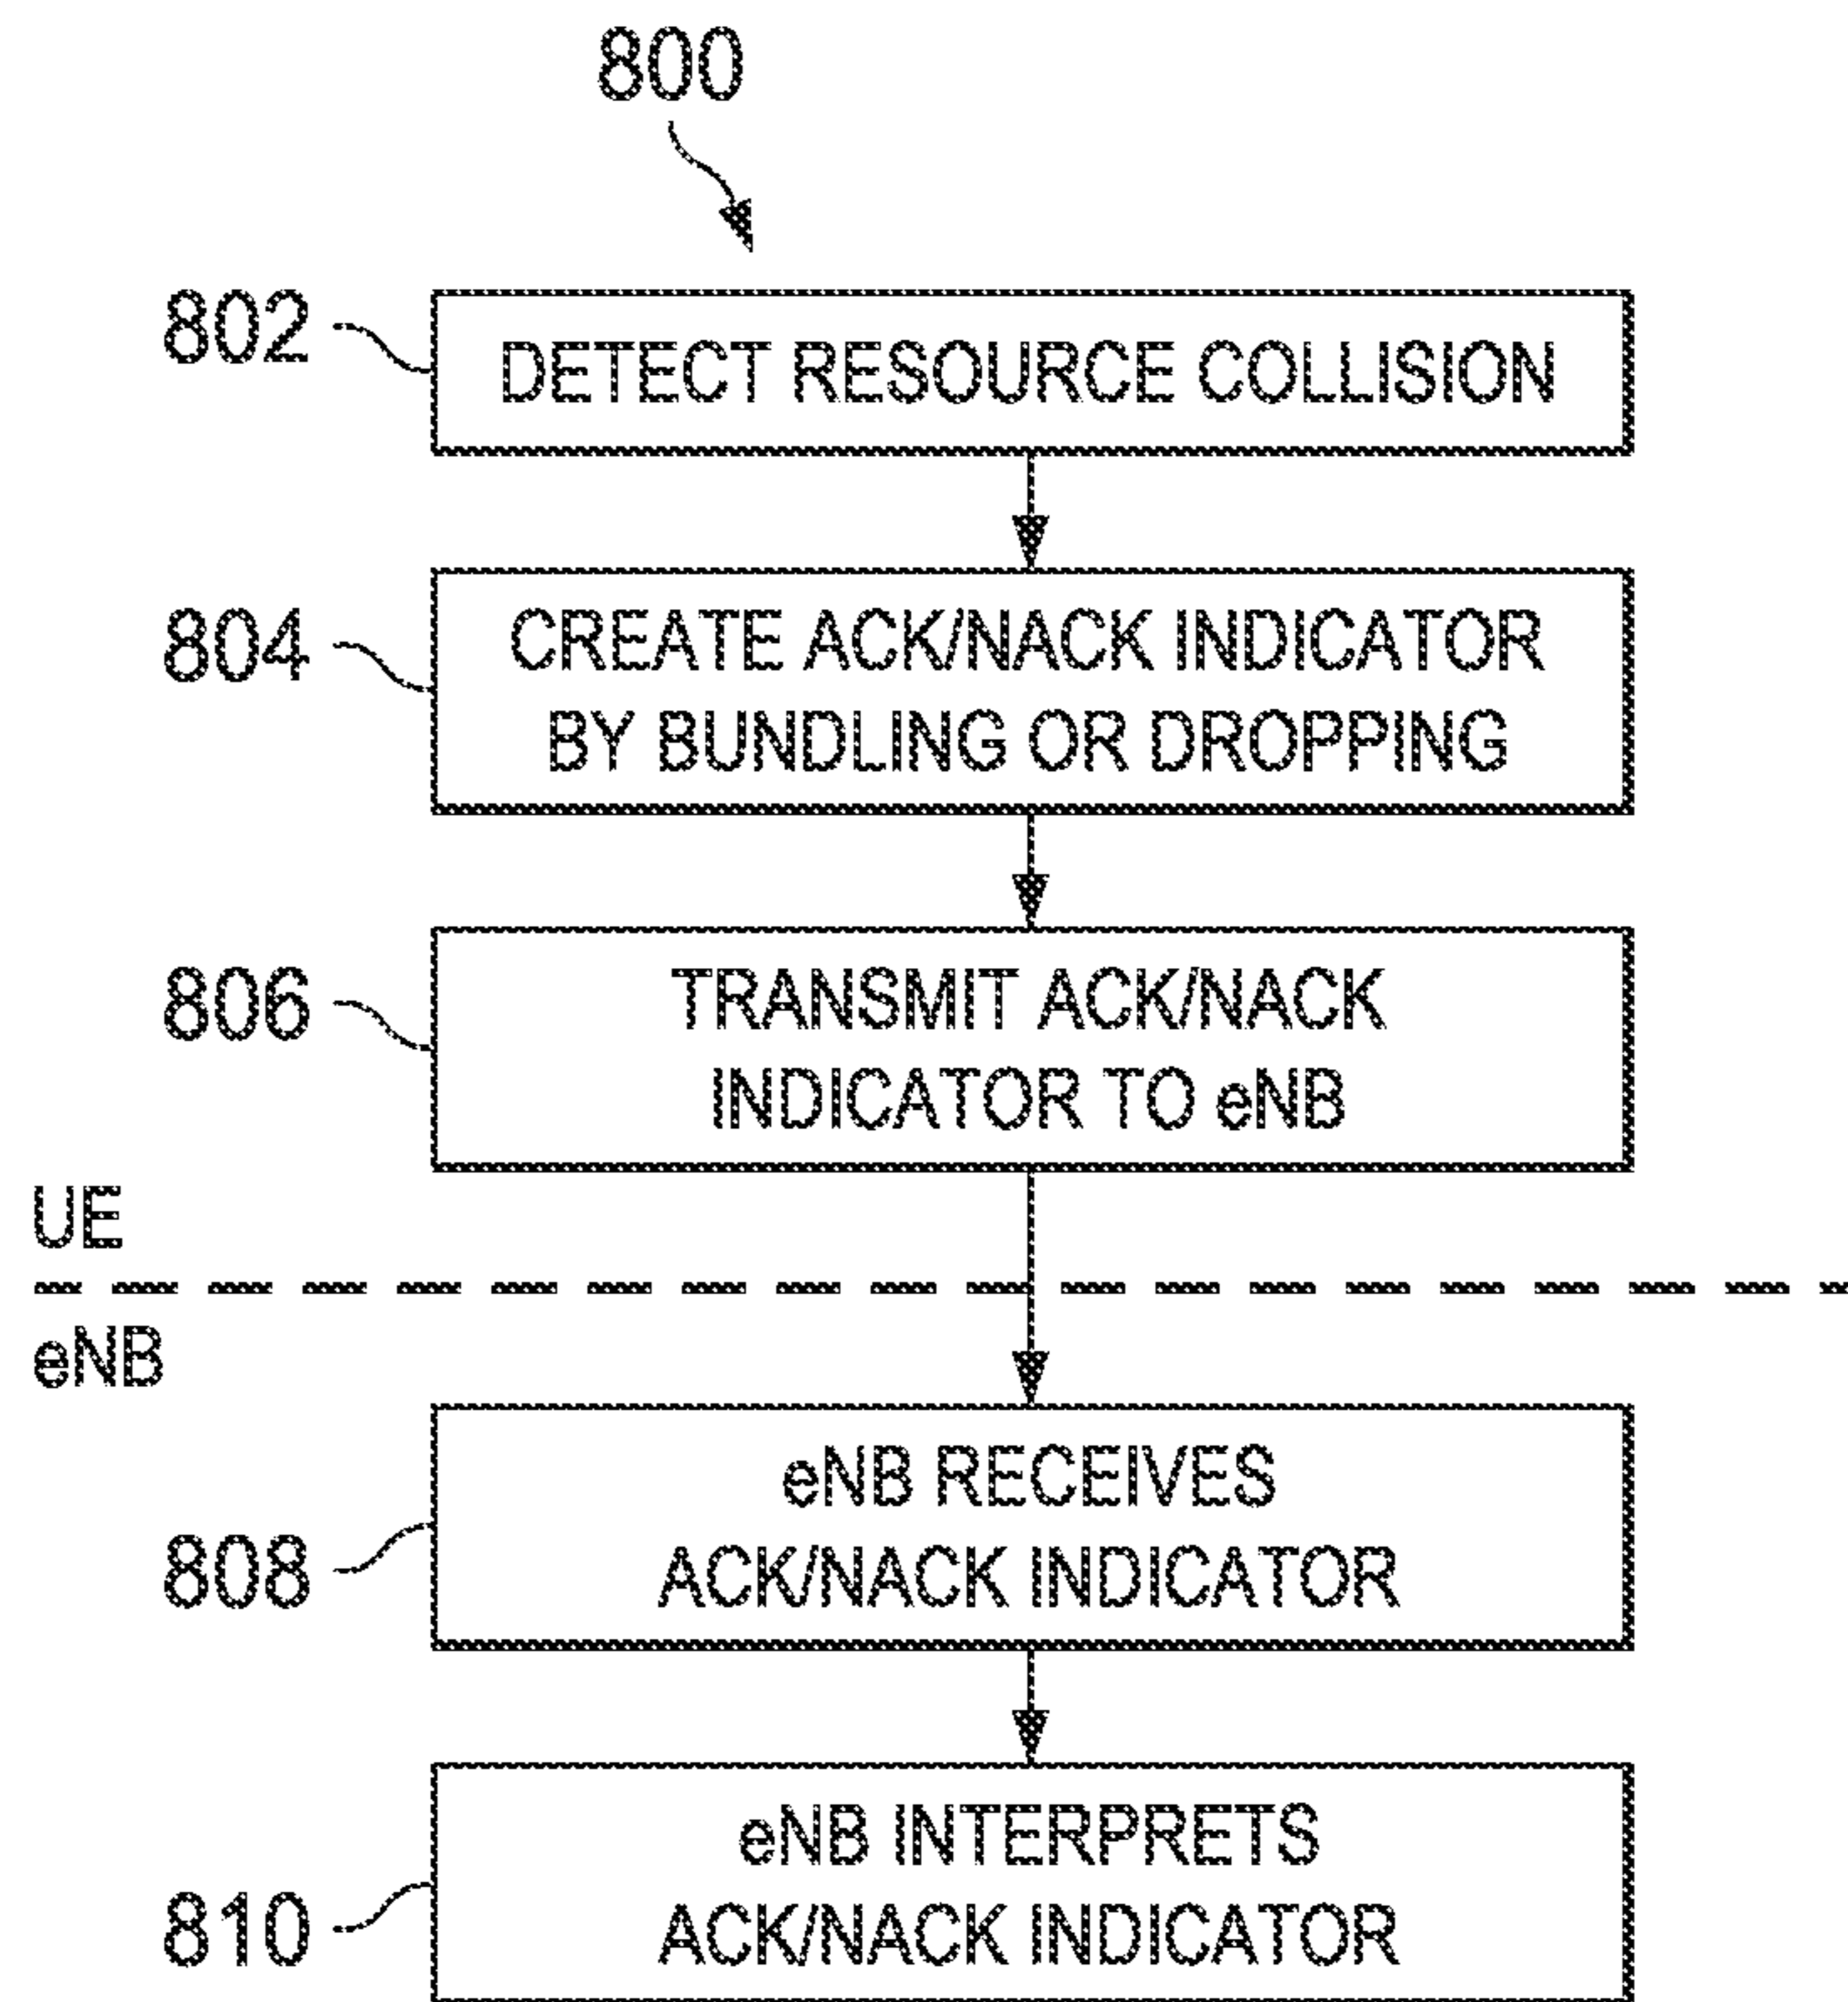 800
802
DETECT RESOURCE COLLISION
804
CREATE ACK/NACK INDICATOR
BY BUNDLING OR DROPPING
806
TRANSMIT ACK/NACK
INDICATOR TO eNB
UE
eNB
808
eNB RECEIVES
ACK/NACK INDICATOR
810
eNB INTERPRETS
ACK/NACK INDICATOR